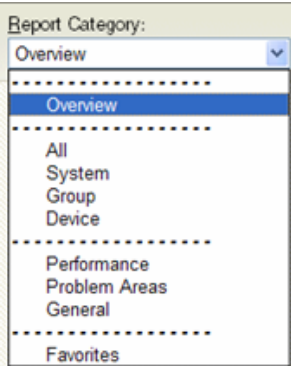 Report Category:
Overview
------------------
Overview
------------------
All
System
Group
Device
------------------
Performance
Problem Areas
General
------------------
Favorites